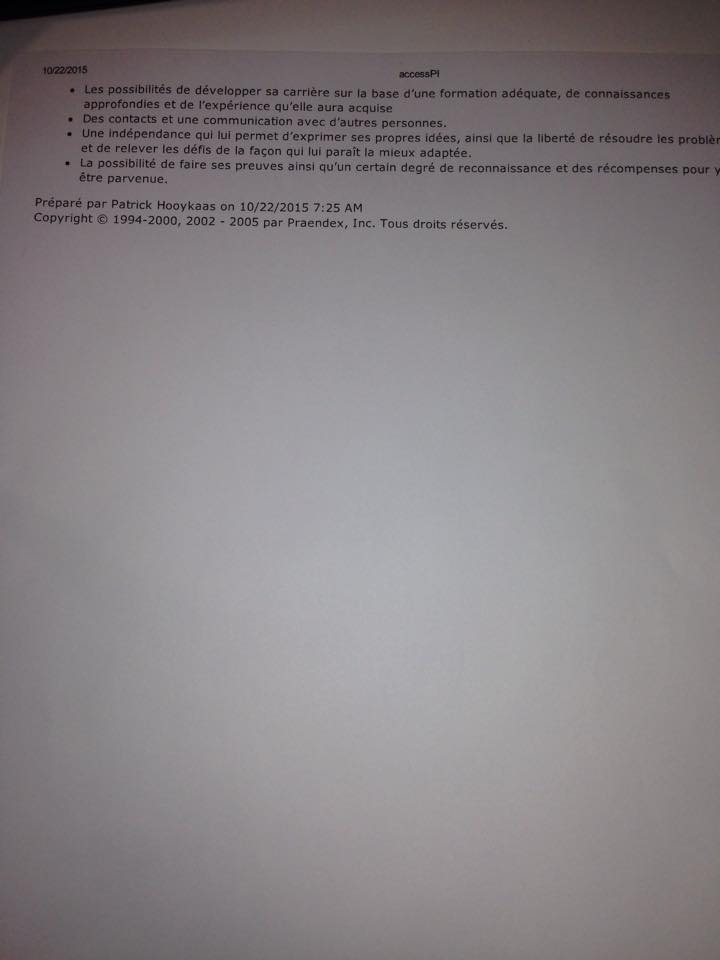 10/22/2015 accessPI
• Les possibilités de développer sa carrière sur la base d'une formation adéquate, de connaissances
approfondies et de l'expérience qu'elle aura acquise
• Des contacts et une communication avec d'autres personnes.
• Une indépendance qui lui permet d'exprimer ses propres idées, ainsi que la liberté de résoudre les
et de relever les défis de la façon qui lui paraît la mieux adaptée.
• La possibilité de faire ses preuves ainsi qu'un certain degré de reconnaissance et des récompenses pour y
être parvenue.
Préparé par Patrick Hooykaas on 10/22/2015 7:25 AM
Copyright © 1994-2000, 2002 - 2005 par Praendex, Inc. Tous droits réservés.